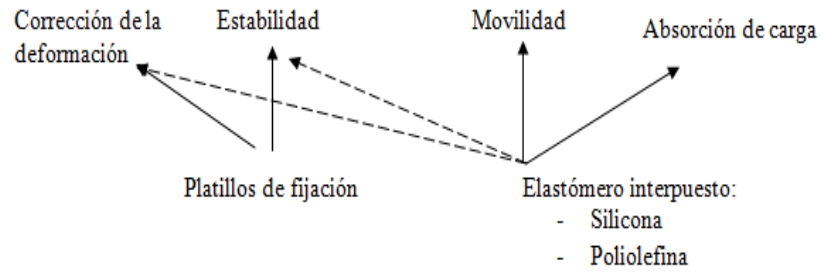 Corrección de la
deformación
Estabilidad
Movilidad
Absorción de carga
Platillos de fijación
Elastómero interpuesto:
- Silicona
- Poliolefina